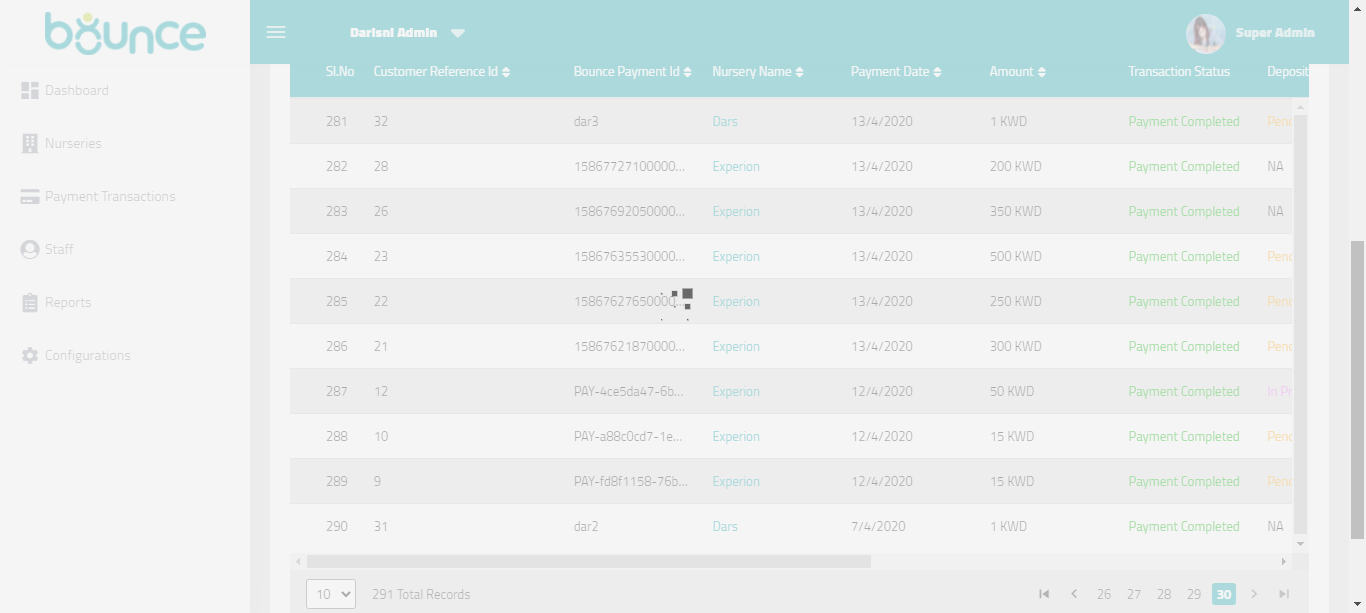 bounce
Darisni Admin
Super Admin
Dashboard
Nurseries
Payment Transactions
Staff
Reports
Configurations
Sl.No Customer Reference Id Bounce Payment Id Nursery Name Payment Date Amount Transaction Status Deposit
281 32 dar3 Dars 13/4/2020 1 KWD Payment Completed Pend
282 28 15867727100000... Experion 13/4/2020 200 KWD Payment Completed NA
283 26 15867692050000... Experion 13/4/2020 350 KWD Payment Completed NA
284 23 15867635530000... Experion 13/4/2020 500 KWD Payment Completed Pend
285 22 15867627650000... Experion 13/4/2020 250 KWD Payment Completed Pend
286 21 15867621870000... Experion 13/4/2020 300 KWD Payment Completed Pend
287 12 PAY-4ce5da47-6b... Experion 12/4/2020 50 KWD Payment Completed In Pr
288 10 PAY-a88c0cd7-1e... Experion 12/4/2020 15 KWD Payment Completed Pend
289 9 PAY-fd8f1158-76b... Experion 12/4/2020 15 KWD Payment Completed Pend
290 31 dar2 Dars 7/4/2020 1 KWD Payment Completed NA
10 291 Total Records 26 27 28 29 30